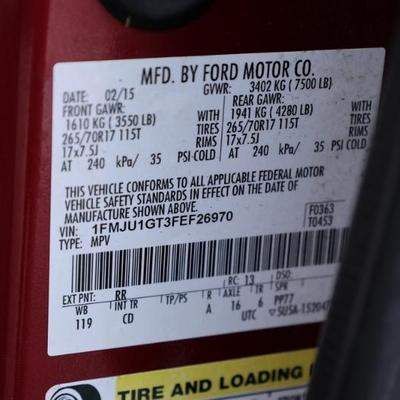 MFD. BY FORD MOTOR CO.
DATE: 02/15 GVWR: 3402 KG ( 7500 LB)
FRONT GAWR: REAR GAWR:
1610 KG ( 3550 LB) WITH 1941 KG ( 4280 LB) WITH
265/70R17 115T TIRES 265/70R17 115T TIRES
17x7.5J RIMS 17x7.5J RIMS
AT 240 kPa/ 35 PSI COLD AT 240 kPa/ 35 PSI COLD
THIS VEHICLE CONFORMS TO ALL APPLICABLE FEDERAL MOTOR
VEHICLE SAFETY STANDARDS IN EFFECT ON THE DATE OF
MANUFACTURE SHOWN ABOVE.
VIN: 1FMJU1GT3FEF26970 F0363
TYPE: MPV T0453
EXT PNT: RR RC: 13 DSO:
WB INT TR TP/PS R AXLE TR SPR
119 CD A 16 6 PP77
UTC
TIRE AND LOADING